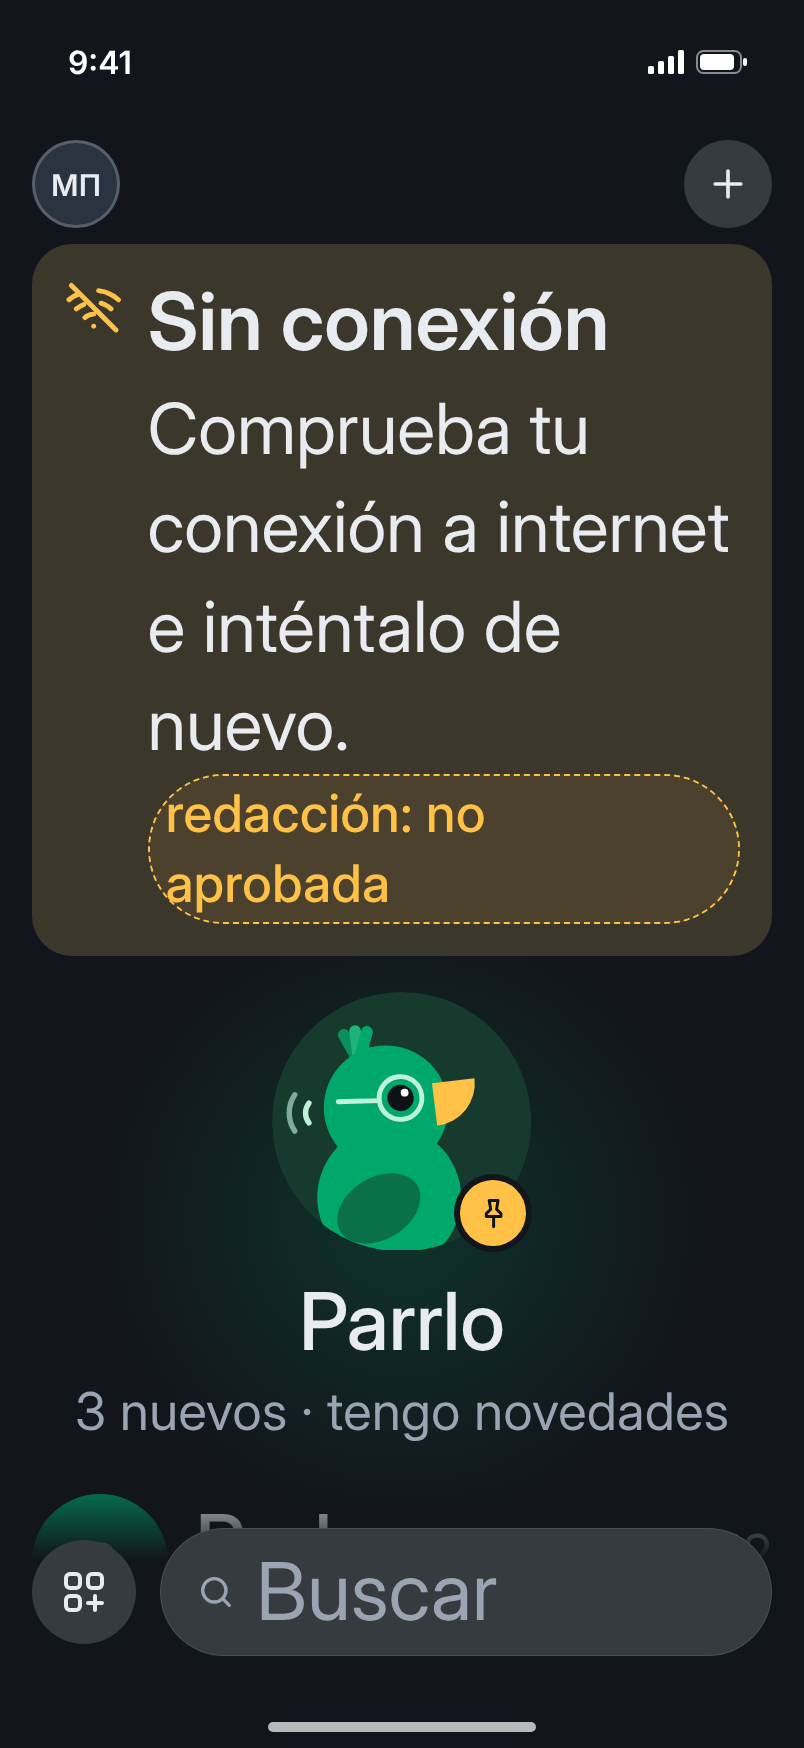 9:41
МП
Sin conexión
Comprueba tu
conexión a internet
e inténtalo de
nuevo.
redacción: no
aprobada
Parrlo
3 nuevos · tengo novedades
Buscar